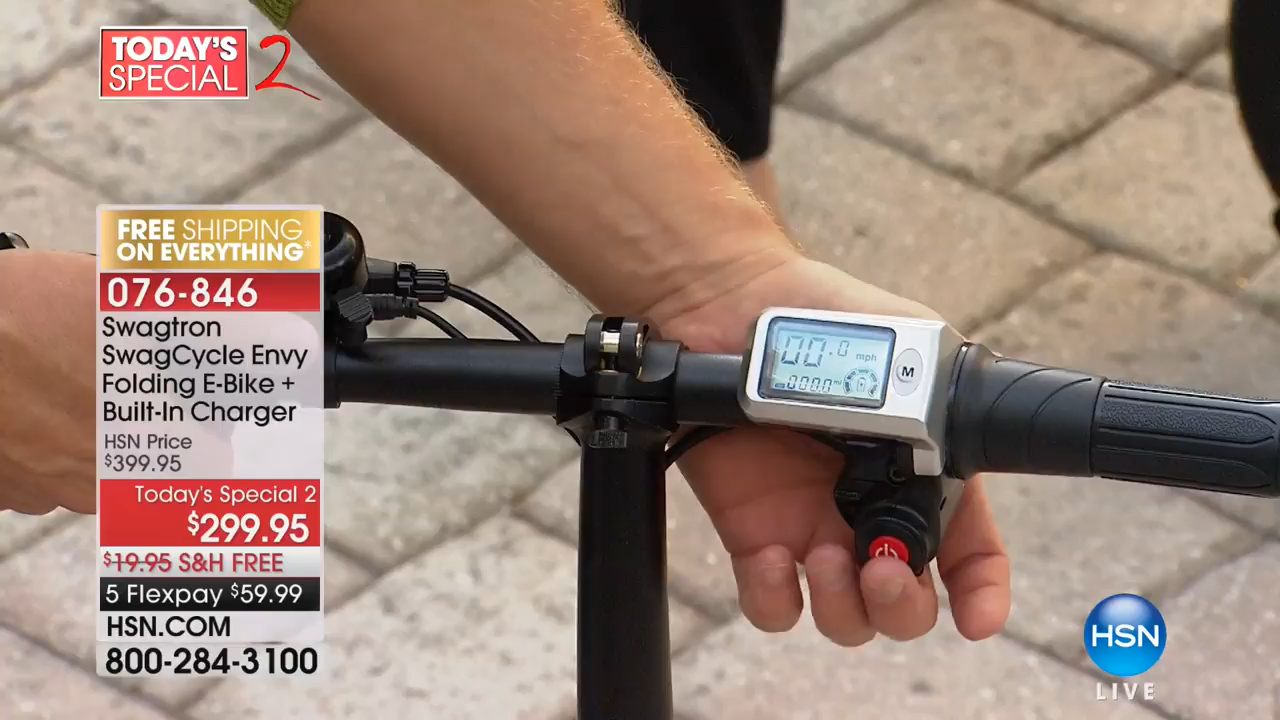 TODAY'S
SPECIAL 2
FREE SHIPPING
ON EVERYTHING*
076-846
Swagtron
SwagCycle Envy
Folding E-Bike +
Built-In Charger
HSN Price
$399.95
Today's Special 2
$299.95
$19.95 S&H FREE
5 Flexpay $59.99
HSN.COM
800-284-3100
00.0 mph
000.0
M
HSN
LIVE